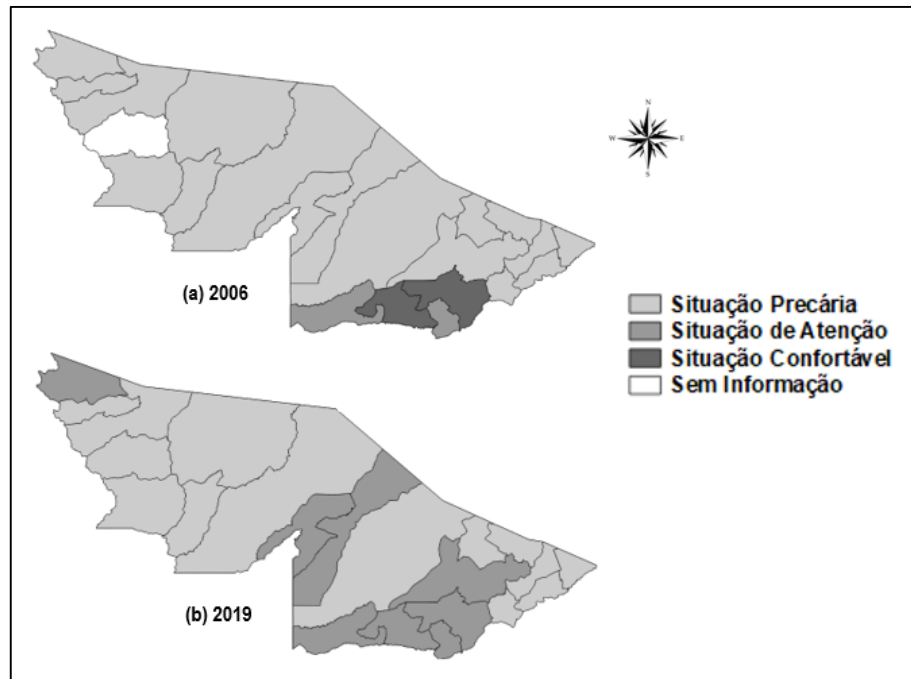 N
W
E
S
(a) 2006
Situação Precária
Situação de Atenção
Situação Confortável
Sem Informação
(b) 2019